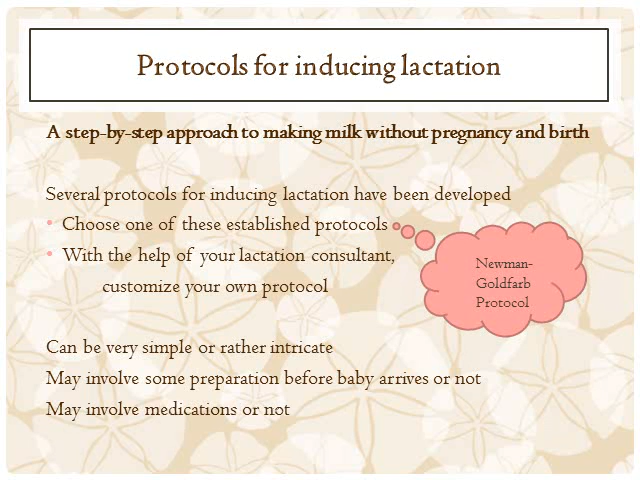 Protocols for inducing lactation
A step-by-step approach to making milk without pregnancy and birth
Several protocols for inducing lactation have been developed
• Choose one of these established protocols
• With the help of your lactation consultant,
customize your own protocol
Newman-
Goldfarb
Protocol
Can be very simple or rather intricate
May involve some preparation before baby arrives or not
May involve medications or not